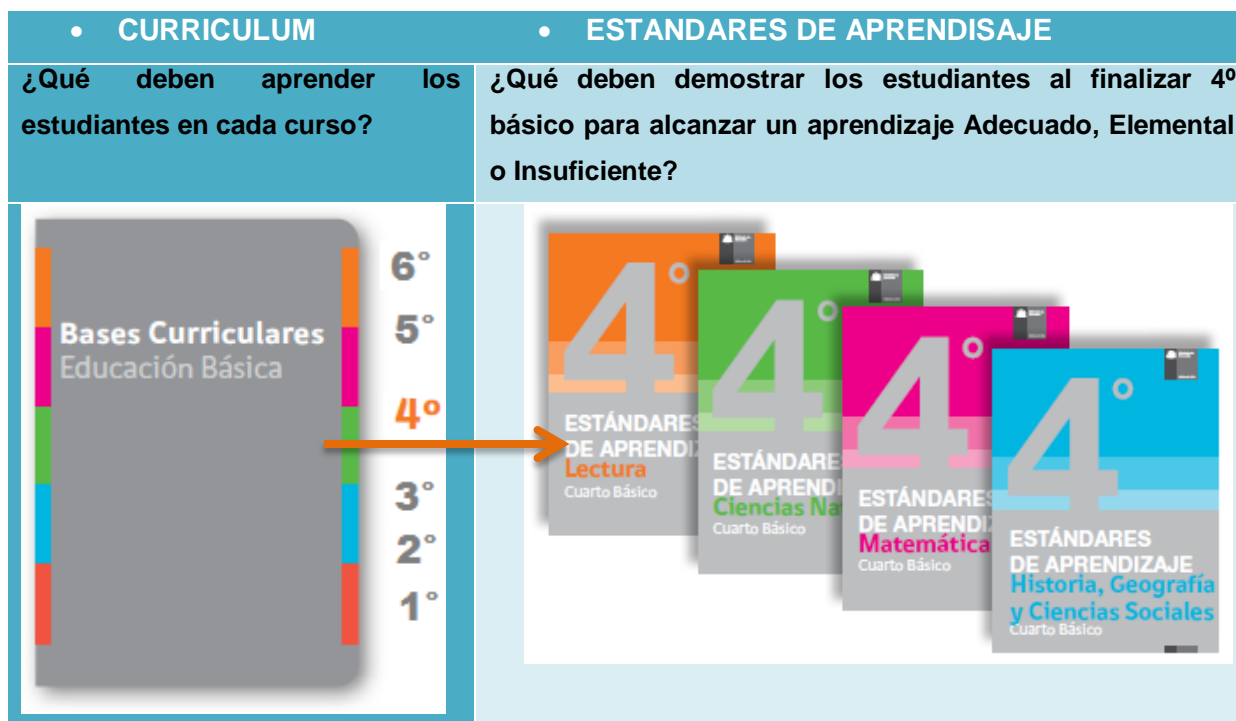 • CURRICULUM
• ESTANDARES DE APRENDISAJE
¿Qué deben aprender los
estudiantes en cada curso?
¿Qué deben demostrar los estudiantes al finalizar 4º
básico para alcanzar un aprendizaje Adecuado, Elemental
o Insuficiente?
Bases Curriculares
Educación Básica
6°
5°
4º
3°
2°
1°
4°
ESTÁNDARES
DE APRENDI
Lectura
Cuarto Básico
4°
ESTÁNDARE
DE APREND
Ciencias Na
Cuarto Básico
4°
ESTÁNDARES
DE APRENDI
Matemática
Cuarto Básico
4°
ESTÁNDARES
DE APRENDIZAJE
Historia, Geografía
y Ciencias Sociales
Cuarto Básico